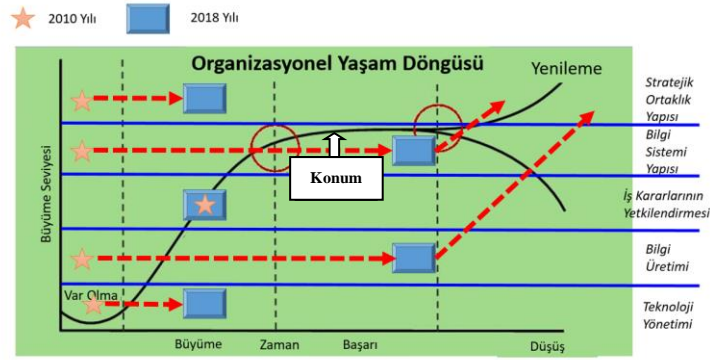 2010 Yılı
2018 Yılı
Organizasyonel Yaşam Döngüsü
Yenileme
Stratejik
Ortaklık
Yapısı
Bilgi
Sistemi
Yapısı
Konum
İş Kararlarının
Yetkilendirmesi
Büyüme Seviyesi
Bilgi
Üretimi
Var Olma
Teknoloji
Yönetimi
Büyüme
Zaman
Başarı
Düşüş